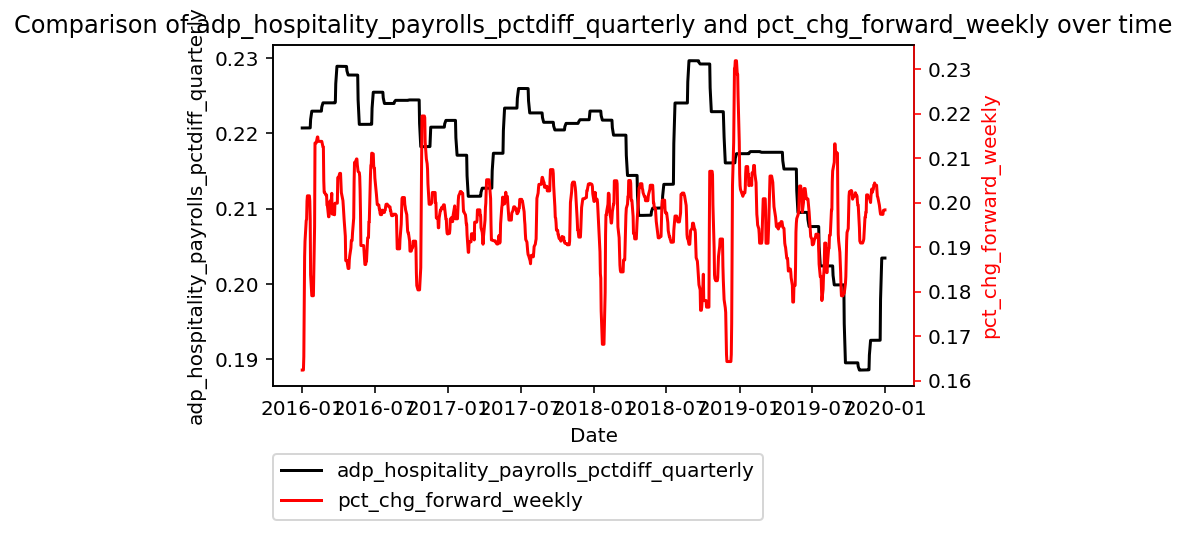 Comparison of adp_hospitality_payrolls_pctdiff_quarterly and pct_chg_forward_weekly over time
adp_hospitality_payrolls_pctdiff_quarterly
0.23
0.22
0.21
0.20
0.19
0.23
0.22
0.21
0.20
0.19
0.18
0.17
0.16
pct_chg_forward_weekly
2016-01 2016-07 2017-01 2017-07 2018-01 2018-07 2019-01 2019-07 2020-01
Date
adp_hospitality_payrolls_pctdiff_quarterly
pct_chg_forward_weekly